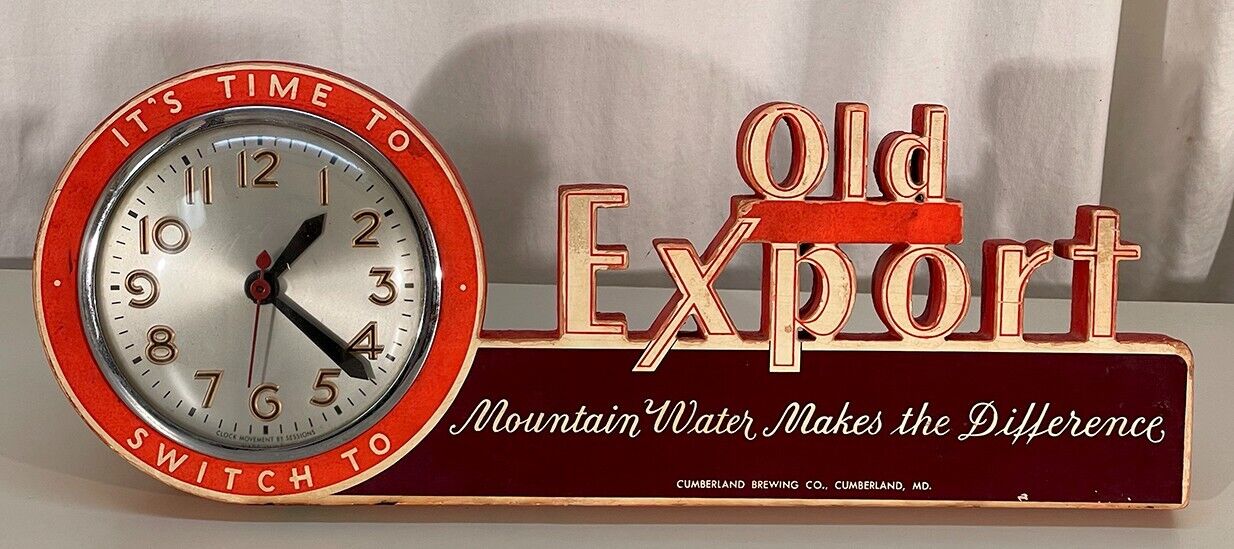 IT'S TIME TO
12
1
2
3
4
5
6
7
8
9
10
11
CLOCK MOVEMENT BY SESSIONS
SWITCH TO
Old
Export
Mountain Water Makes the Difference
CUMBERLAND BREWING CO., CUMBERLAND, MD.